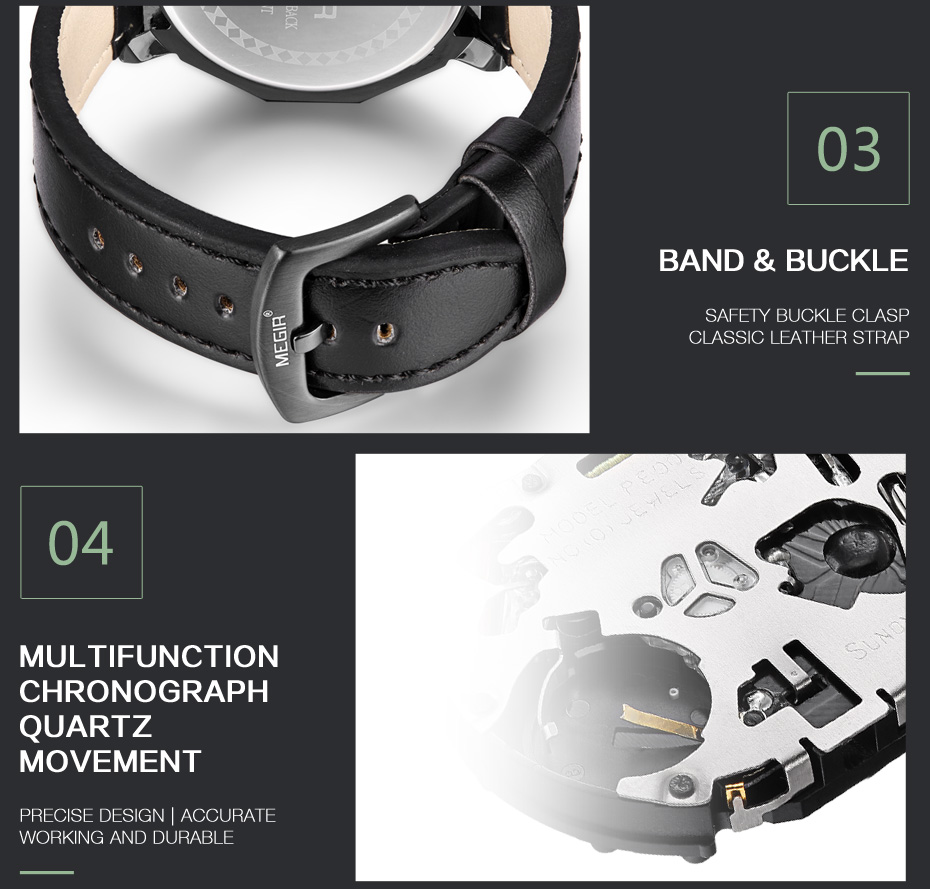 BACK
03
BAND & BUCKLE
SAFETY BUCKLE CLASP
CLASSIC LEATHER STRAP
MEGIR®
04
MULTIFUNCTION
CHRONOGRAPH
QUARTZ
MOVEMENT
PRECISE DESIGN | ACCURATE
WORKING AND DURABLE